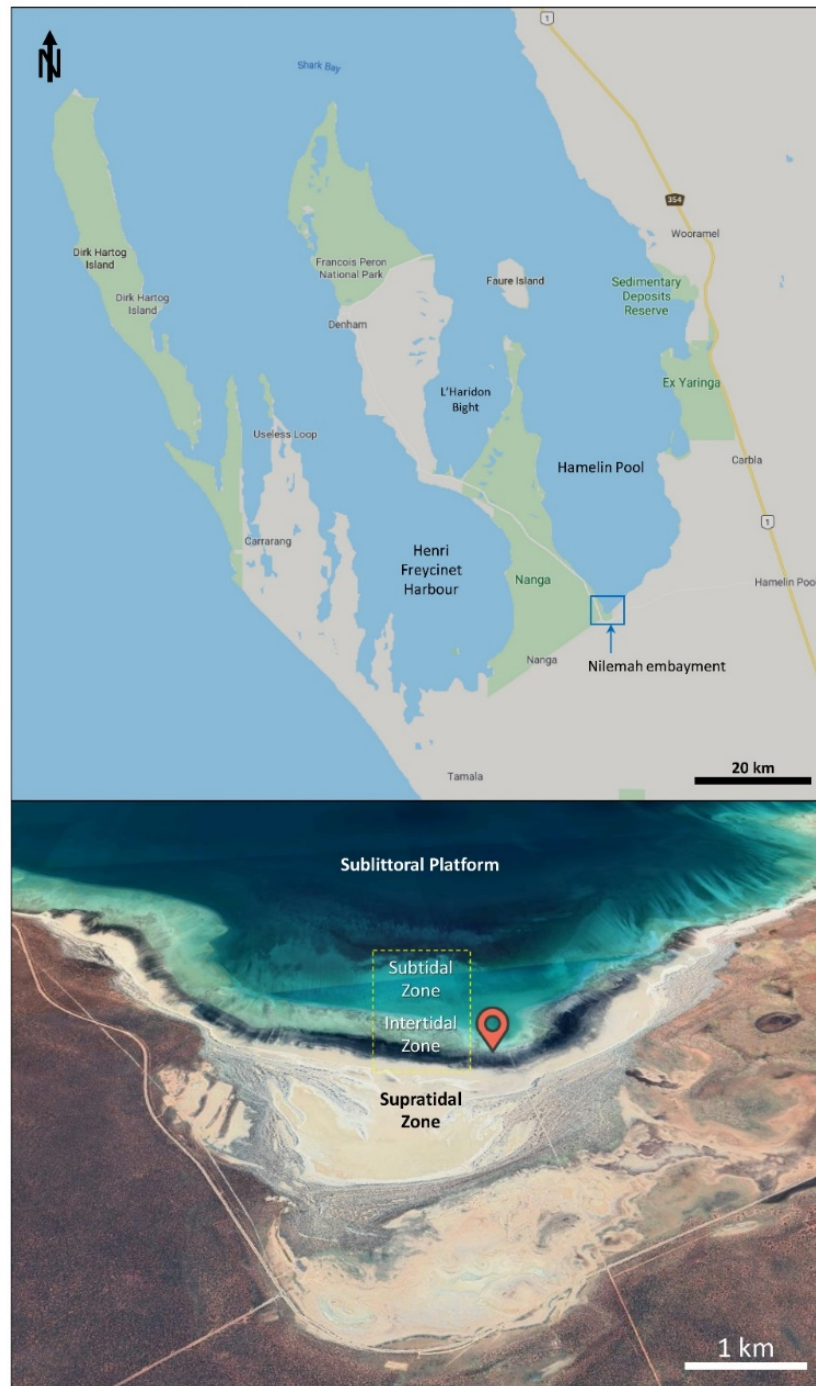 N
Shark Bay
1
354
Wooramel
Dirk Hartog
Island
Dirk Hartog
Island
Francois Peron
National Park
Faure Island
Sedimentary
Deposits
Reserve
Denham
L'Haridon
Bight
Ex Yaringa
Useless Loop
Hamelin Pool
Carbla
1
Carrarang
Henri
Freycinet
Harbour
Nanga
Hamelin Pool
Nanga
Nilemah embayment
Tamala
20 km
Sublittoral Platform
Subtidal
Zone
Intertidal
Zone
Supratidal
Zone
1 km